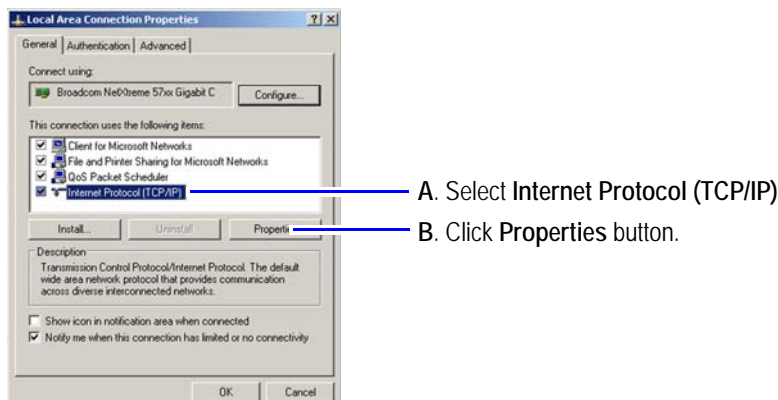 Local Area Connection Properties
General Authentication Advanced
Connect using:
Broadcom NetXtreme 57xx Gigabit C Configure...
This connection uses the following items:
Client for Microsoft Networks
File and Printer Sharing for Microsoft Networks
QoS Packet Scheduler
Internet Protocol (TCP/IP)
A. Select Internet Protocol (TCP/IP)
Install... Uninstall Properti
B. Click Properties button.
Description
Transmission Control Protocol/Internet Protocol. The default
wide area network protocol that provides communication
across diverse interconnected networks.
Show icon in notification area when connected
Notify me when this connection has limited or no connectivity
OK Cancel